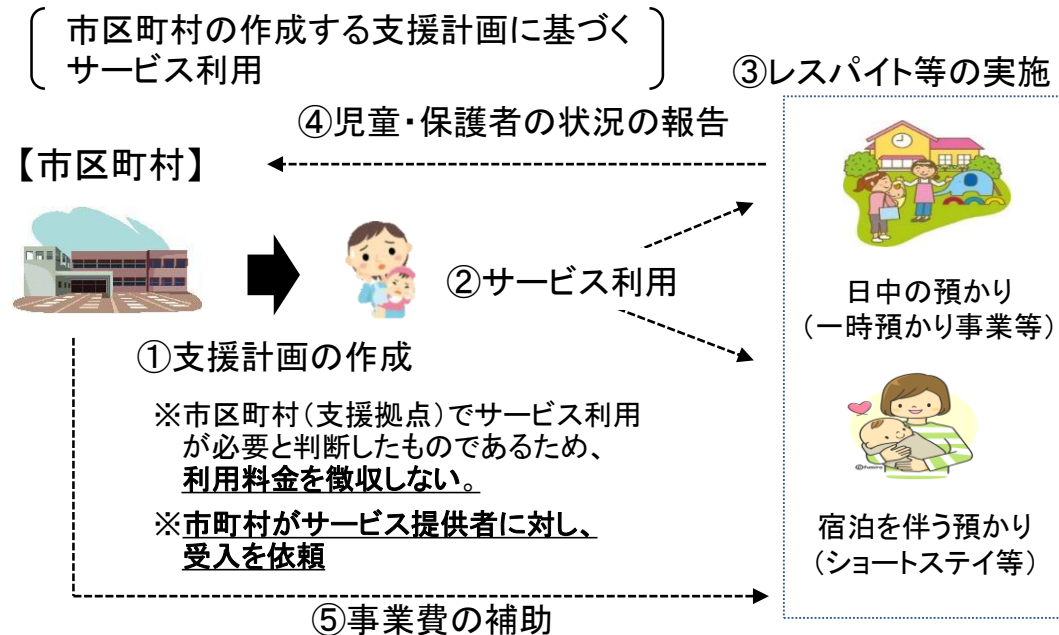 市区町村の作成する支援計画に基づく
サービス利用
③レスパイト等の実施
④児童・保護者の状況の報告
【市区町村】
②サービス利用
日中の預かり
（一時預かり事業等）
①支援計画の作成
※市区町村（支援拠点）でサービス利用
が必要と判断したものであるため、
利用料金を徴収しない。
※市町村がサービス提供者に対し、
受入を依頼
宿泊を伴う預かり
（ショートステイ等）
⑤事業費の補助